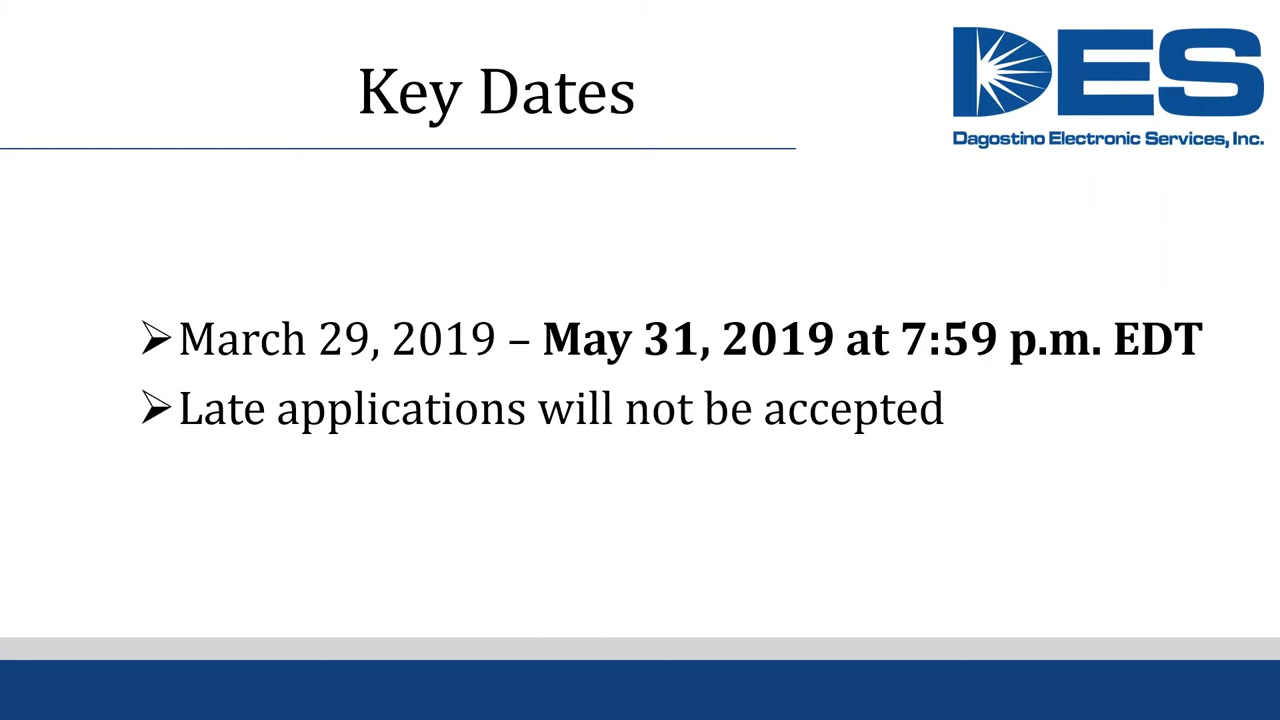 Key Dates
DES
Dagostino Electronic Services, Inc.
March 29, 2019 – May 31, 2019 at 7:59 p.m. EDT
Late applications will not be accepted